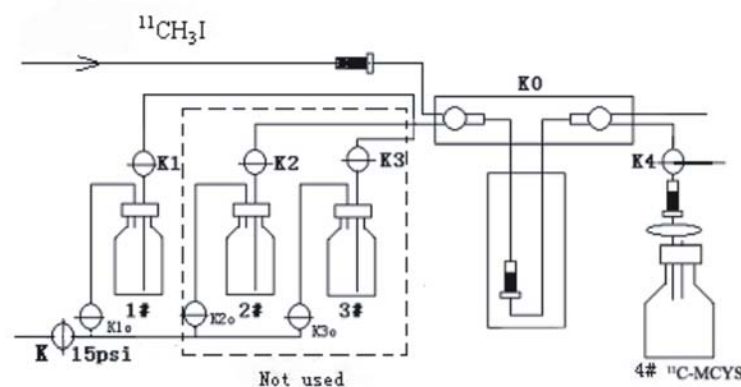 ¹¹CH₃I
K0
K1
K2
K3
K4
1#
2#
3#
K1o
K2o
K3o
K
15psi
Not used
4# ¹¹C-MCYS